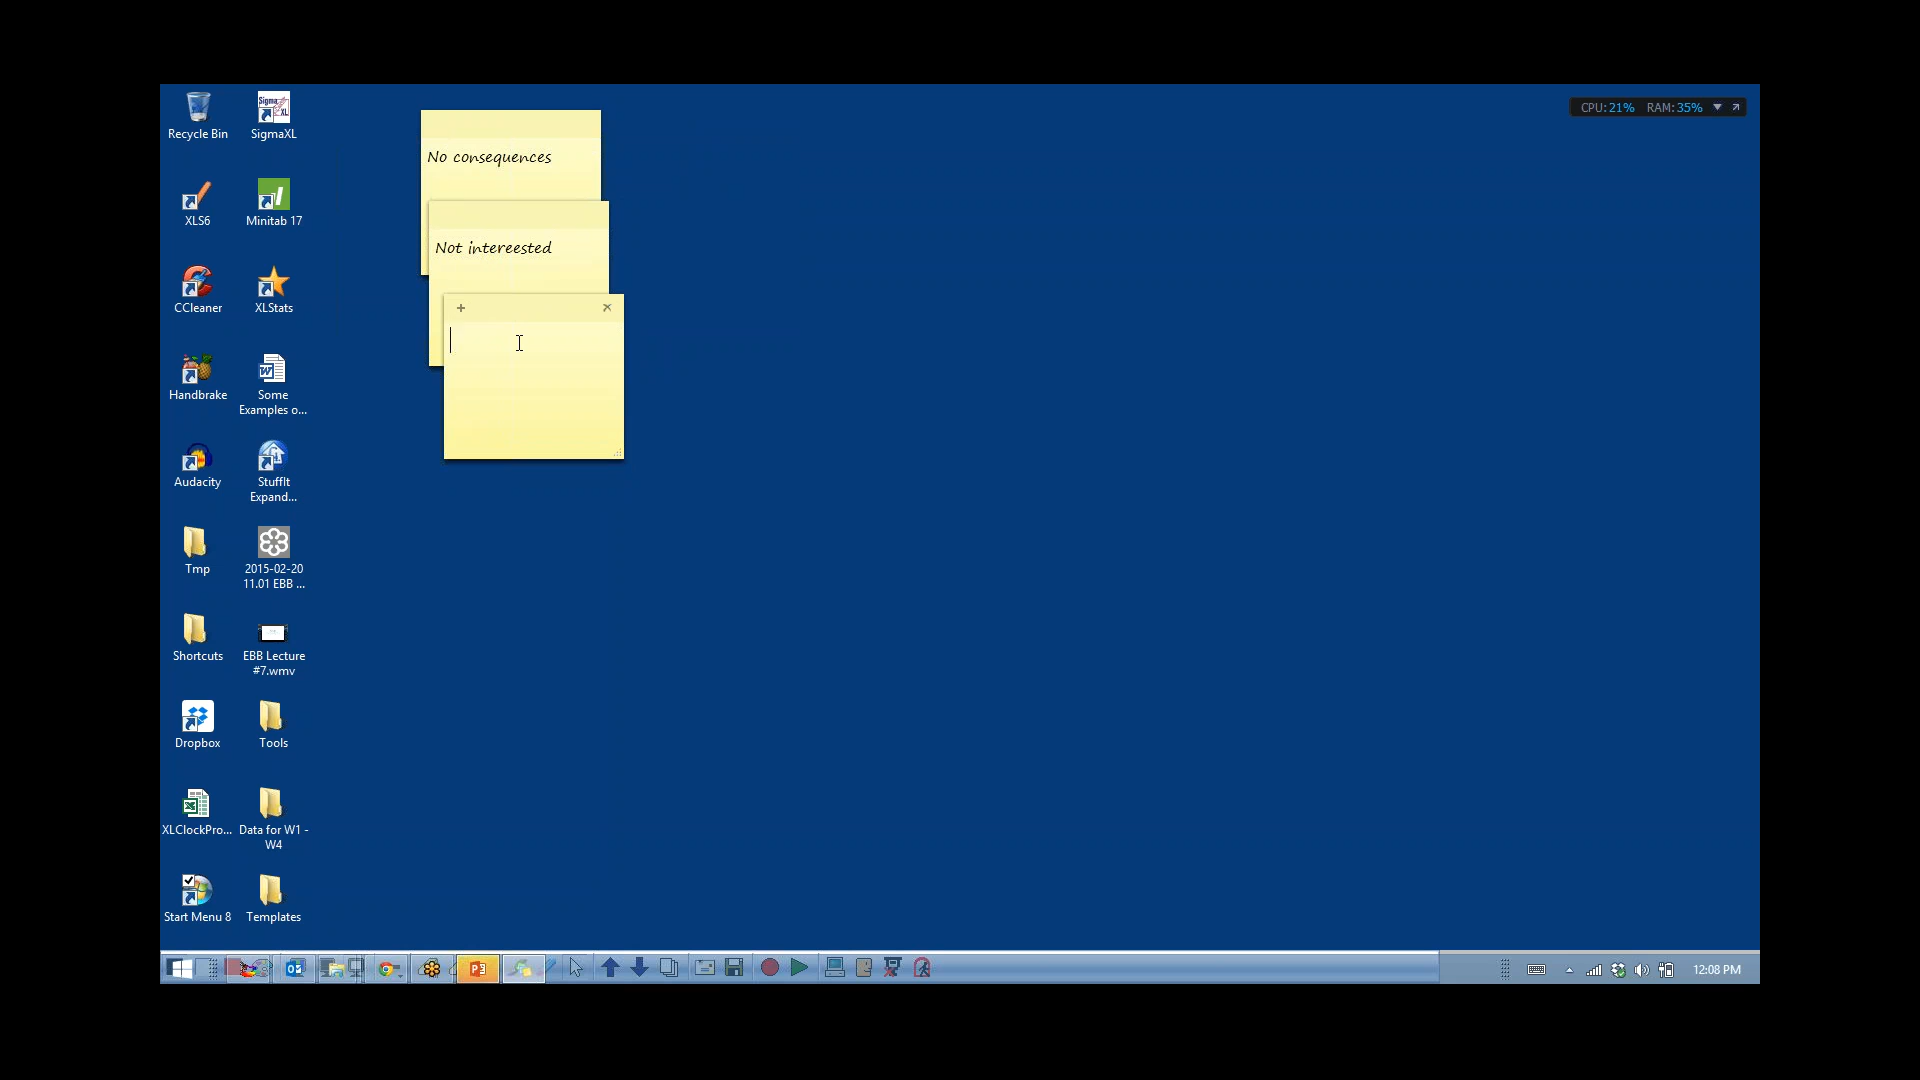 Recycle Bin
SigmaXL
XLS6
Minitab 17
CCleaner
XLStats
Handbrake
Some
Examples o...
Audacity
StuffIt
Expand...
Tmp
2015-02-20
11.01 EBB ...
Shortcuts
EBB Lecture
#7.wmv
Dropbox
Tools
XLClockPro...
Data for W1 -
W4
Start Menu 8
Templates
No consequences
Not intereested
CPU:21% RAM:35%
12:08 PM